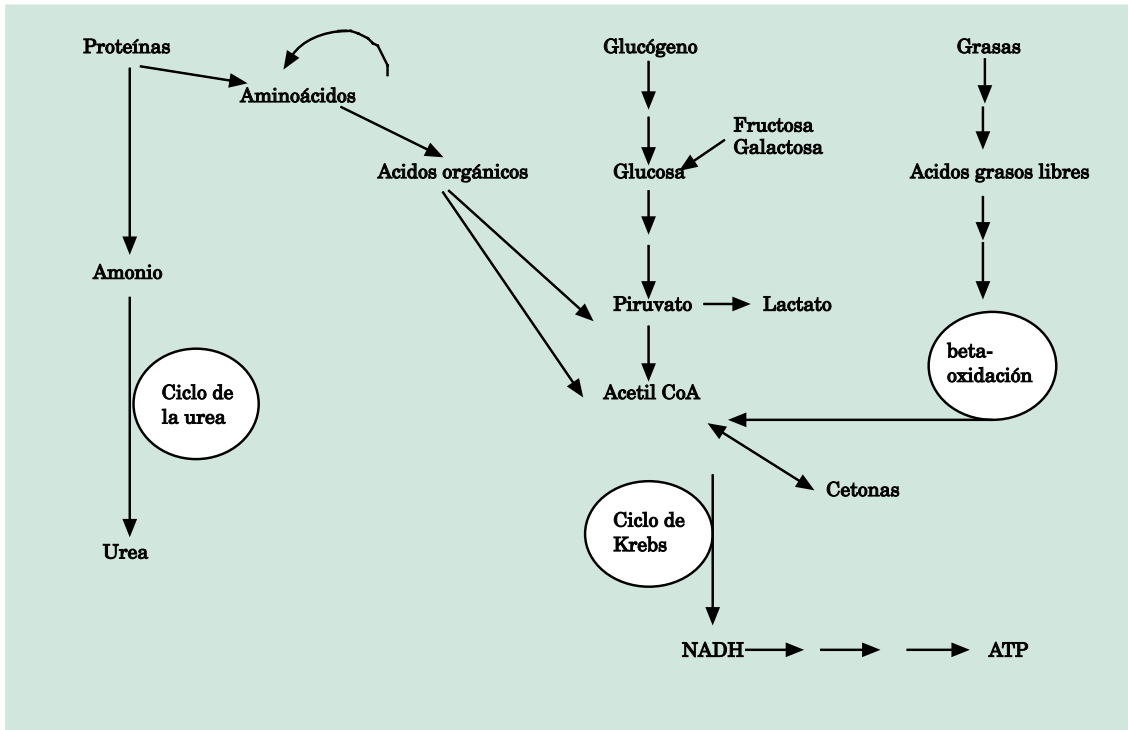 Proteínas
Glucógeno
Grasas
Aminoácidos
Fructosa
Galactosa
Acidos orgánicos
Glucosa
Acidos grasos libres
Amonio
Piruvato
Lactato
beta-
oxidación
Ciclo de
la urea
Acetil CoA
Cetonas
Ciclo de
Krebs
Urea
NADH
ATP